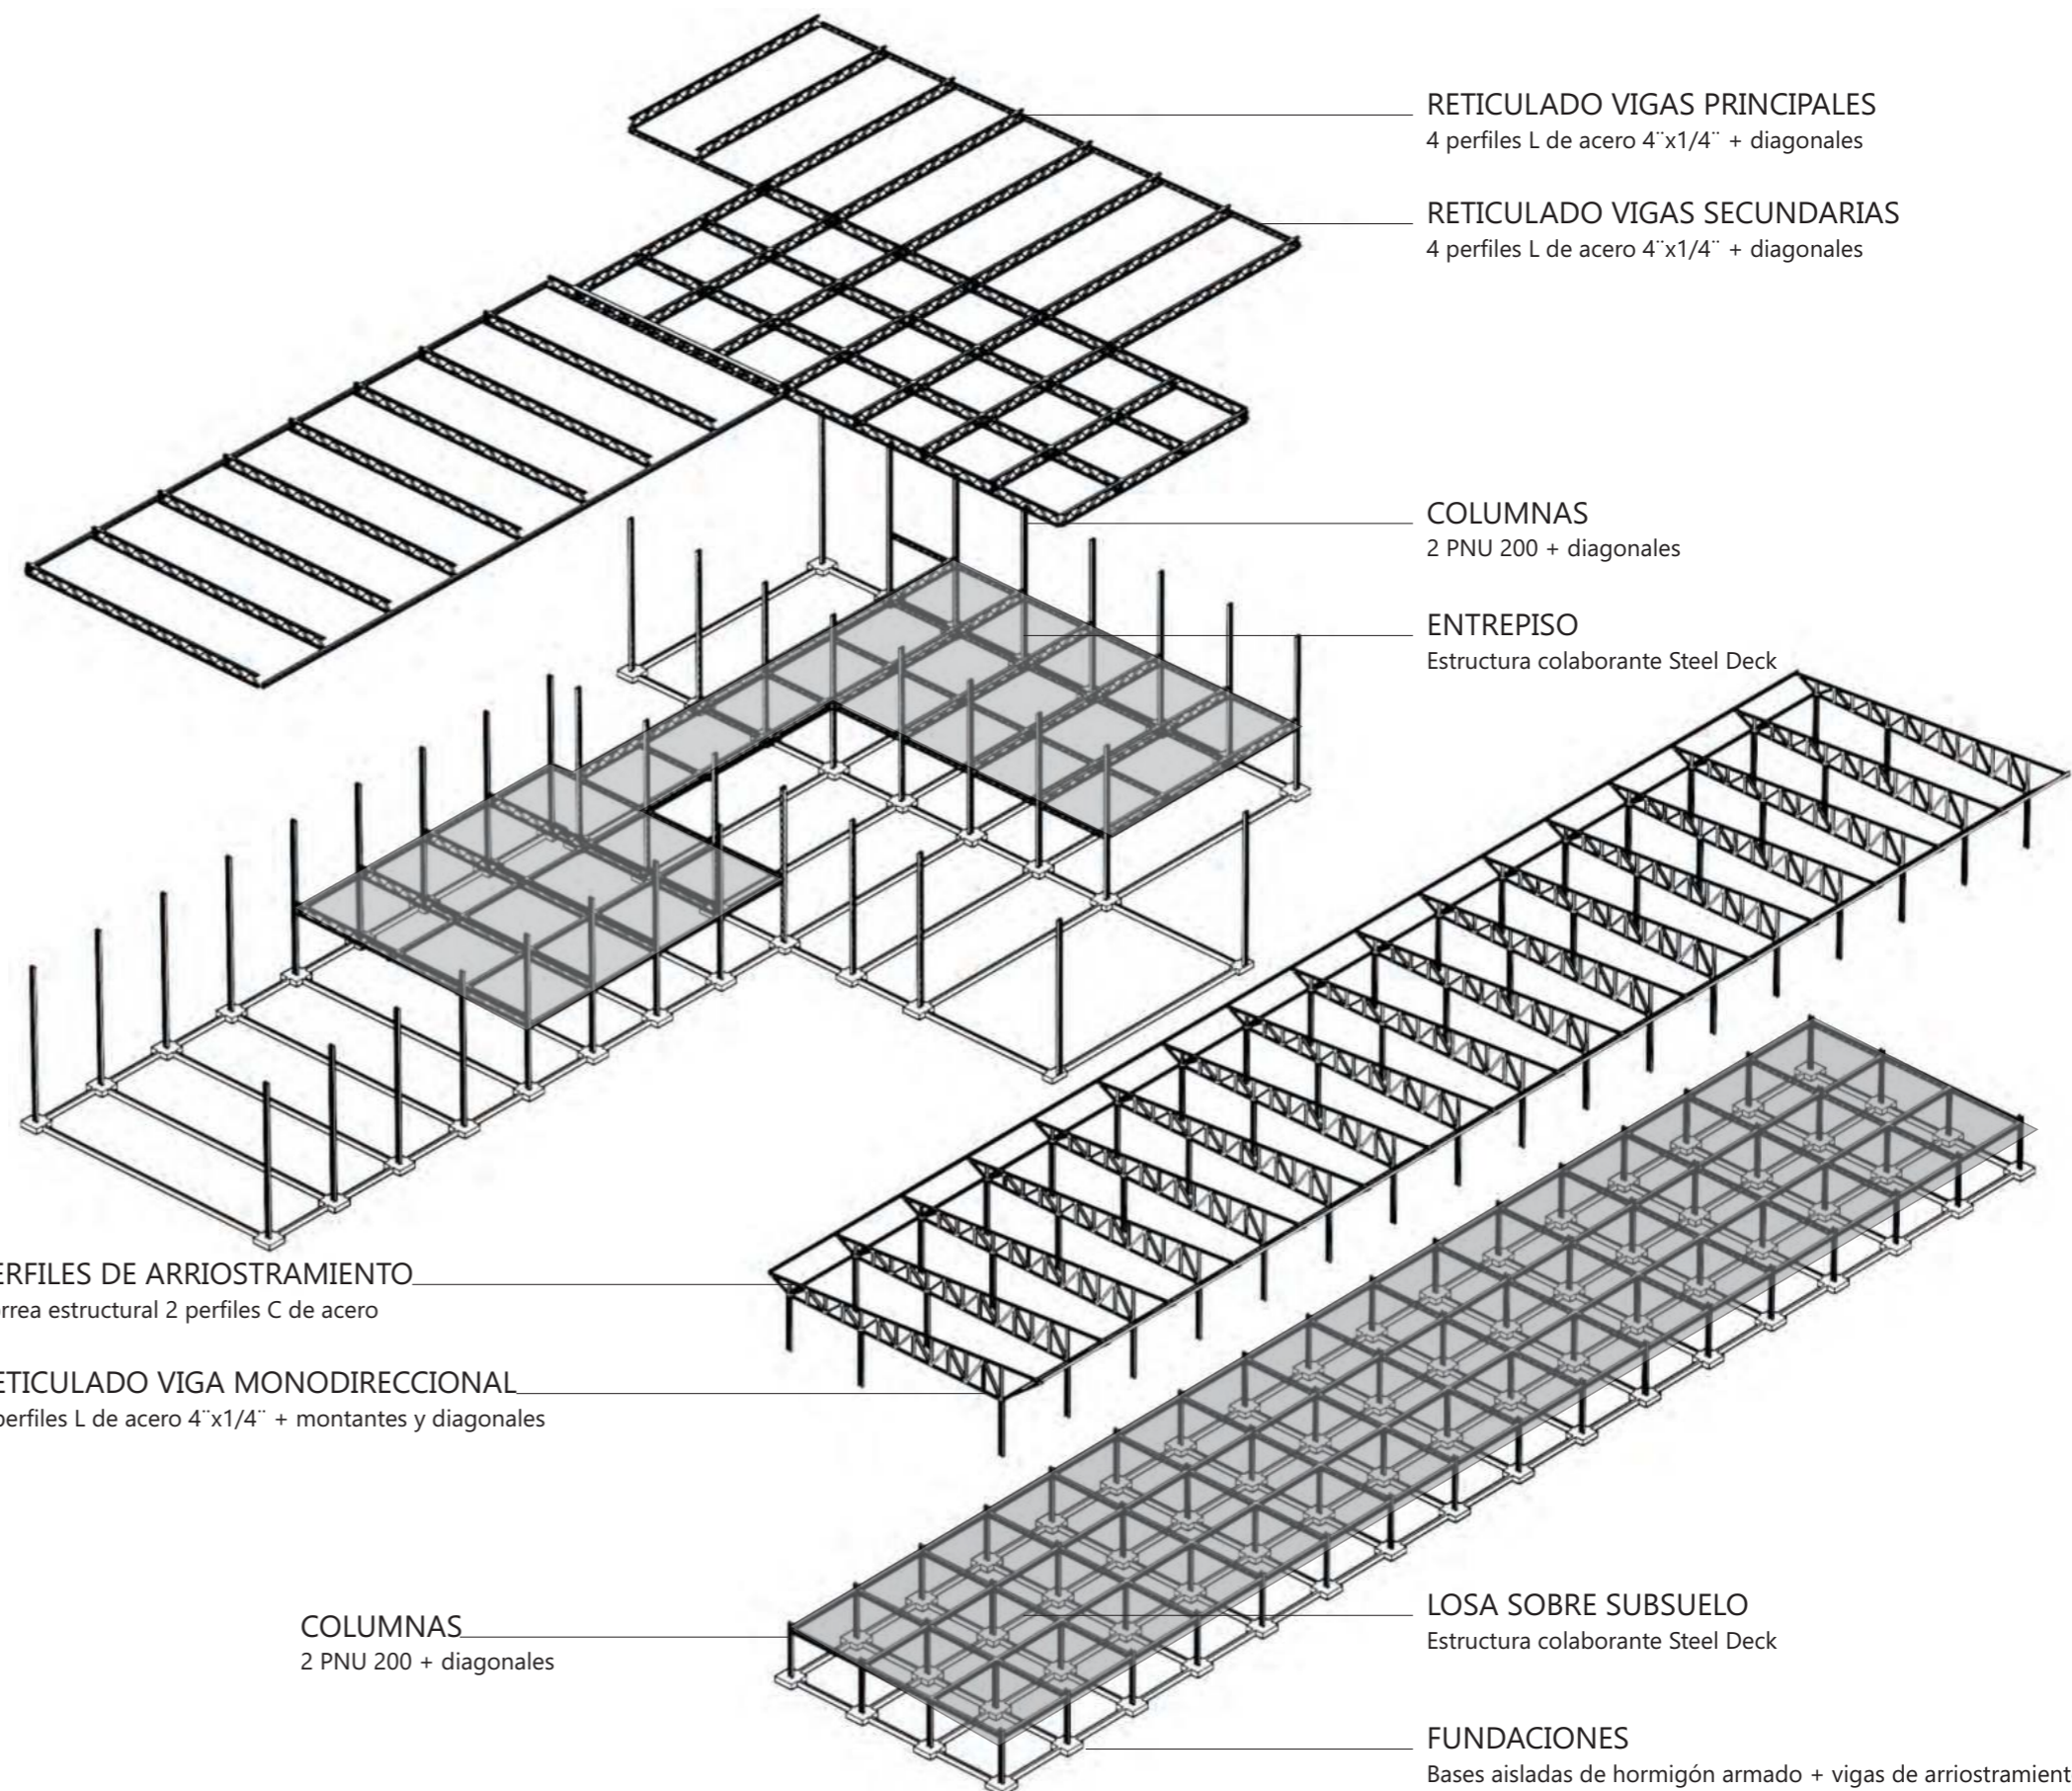 RETICULADO VIGAS PRINCIPALES
4 perfiles L de acero 4¨x1/4¨ + diagonales
RETICULADO VIGAS SECUNDARIAS
4 perfiles L de acero 4¨x1/4¨ + diagonales
COLUMNAS
2 PNU 200 + diagonales
ENTREPISO
Estructura colaborante Steel Deck
ERFILES DE ARRIOSTRAMIENTO
rrea estructural 2 perfiles C de acero
ETICULADO VIGA MONODIRECCIONAL
perfiles L de acero 4¨x1/4¨ + montantes y diagonales
COLUMNAS
2 PNU 200 + diagonales
LOSA SOBRE SUBSUELO
Estructura colaborante Steel Deck
FUNDACIONES
Bases aisladas de hormigón armado + vigas de arriostramient